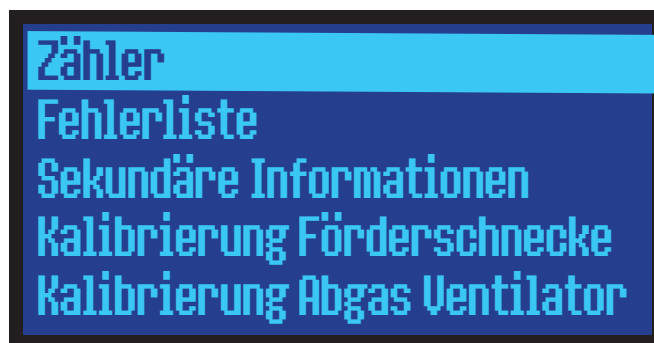 Zähler
Fehlerliste
Sekundäre Informationen
Kalibrierung Förderschnecke
Kalibrierung Abgas Ventilator